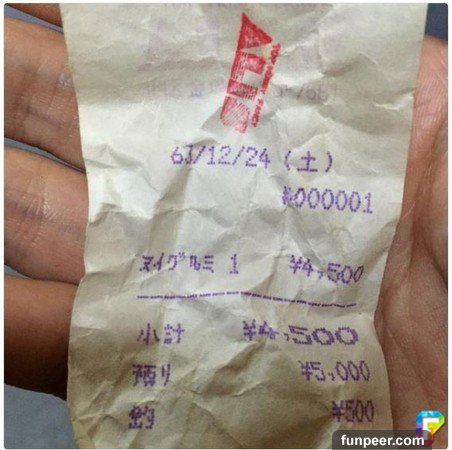 63/12/24 (土)
#000001
ヌイグルミ 1 ¥4,500
小計 ¥4,500
預り ¥5,000
釣 ¥500
funpeer.com